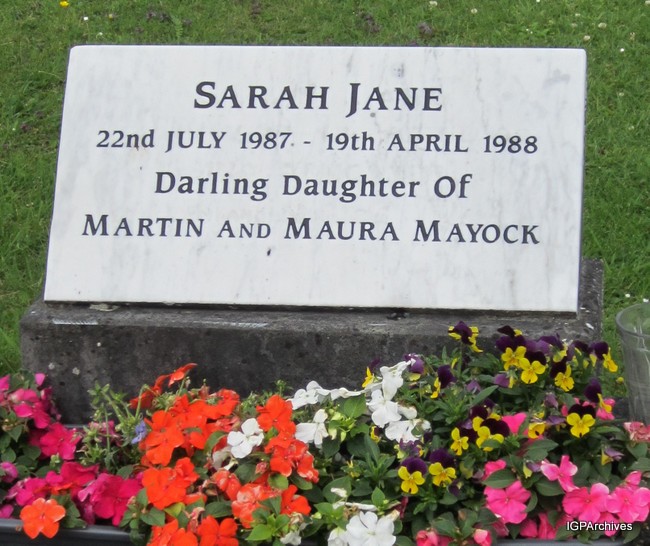 SARAH JANE
22nd JULY 1987 - 19th APRIL 1988
Darling Daughter Of
MARTIN AND MAURA MAYOCK
IGPArchives